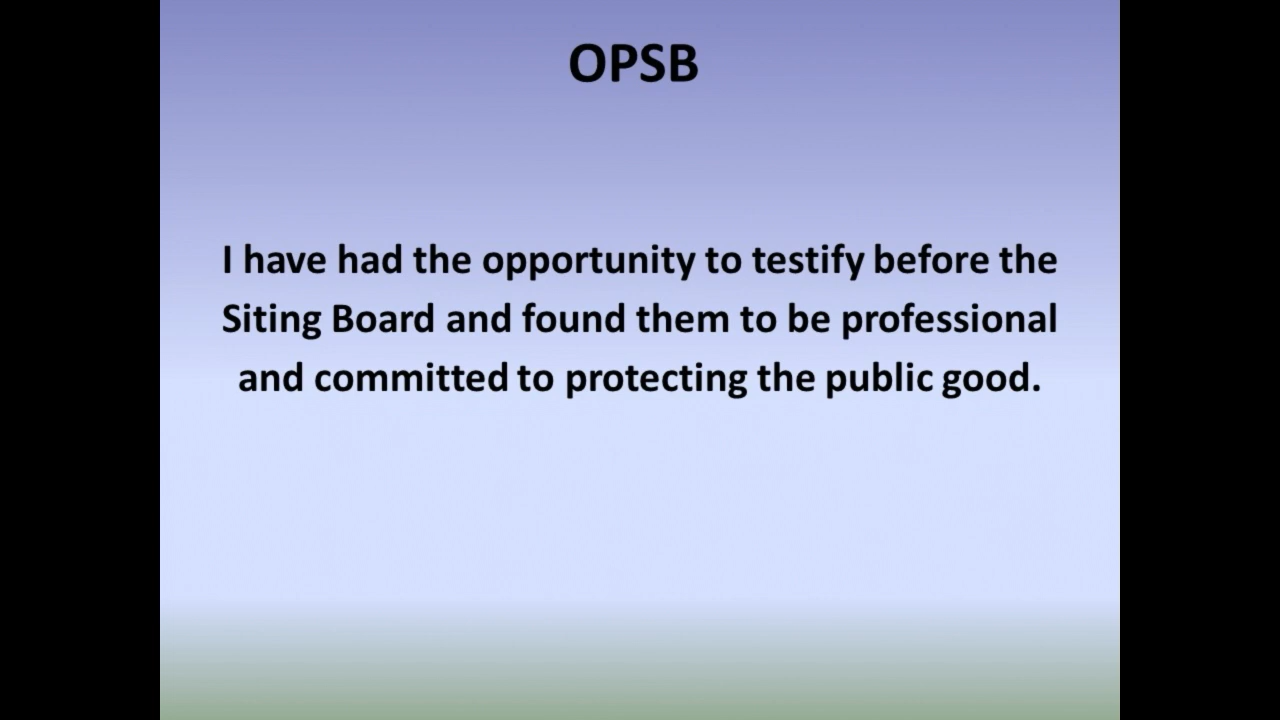 OPSB
I have had the opportunity to testify before the
Siting Board and found them to be professional
and committed to protecting the public good.